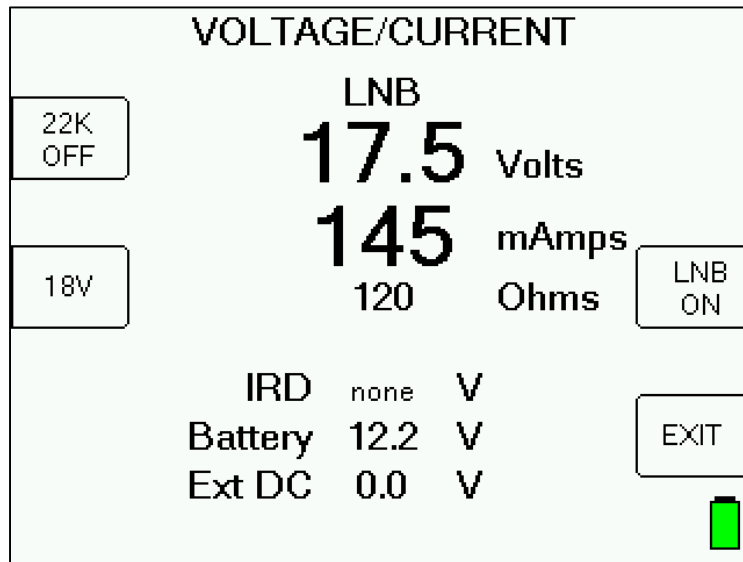 VOLTAGE/CURRENT
LNB
22K
OFF
17.5 Volts
145 mAmps
18V
120 Ohms
LNB
ON
IRD none V
Battery 12.2 V
EXIT
Ext DC 0.0 V